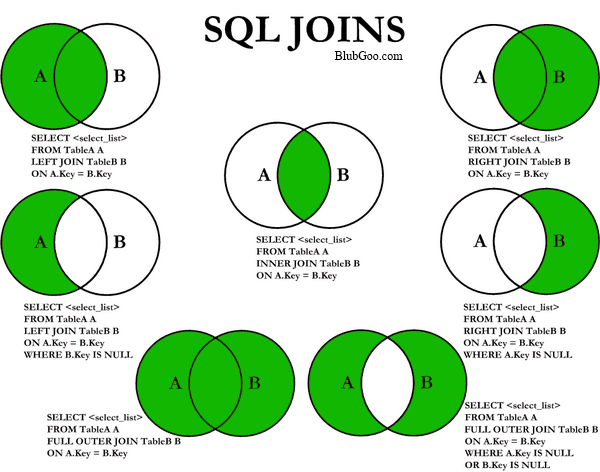 SQL JOINS
BlubGoo.com
A B
SELECT <select_list>
FROM TableA A
LEFT JOIN TableB B
ON A.Key = B.Key
A B
SELECT <select_list>
FROM TableA A
RIGHT JOIN TableB B
ON A.Key = B.Key
A B
SELECT <select_list>
FROM TableA A
INNER JOIN TableB B
ON A.Key = B.Key
A B
SELECT <select_list>
FROM TableA A
LEFT JOIN TableB B
ON A.Key = B.Key
WHERE B.Key IS NULL
A B
SELECT <select_list>
FROM TableA A
RIGHT JOIN TableB B
ON A.Key = B.Key
WHERE A.Key IS NULL
A B
SELECT <select_list>
FROM TableA A
FULL OUTER JOIN TableB B
ON A.Key = B.Key
A B
SELECT <select_list>
FROM TableA A
FULL OUTER JOIN TableB B
ON A.Key = B.Key
WHERE A.Key IS NULL
OR B.Key IS NULL